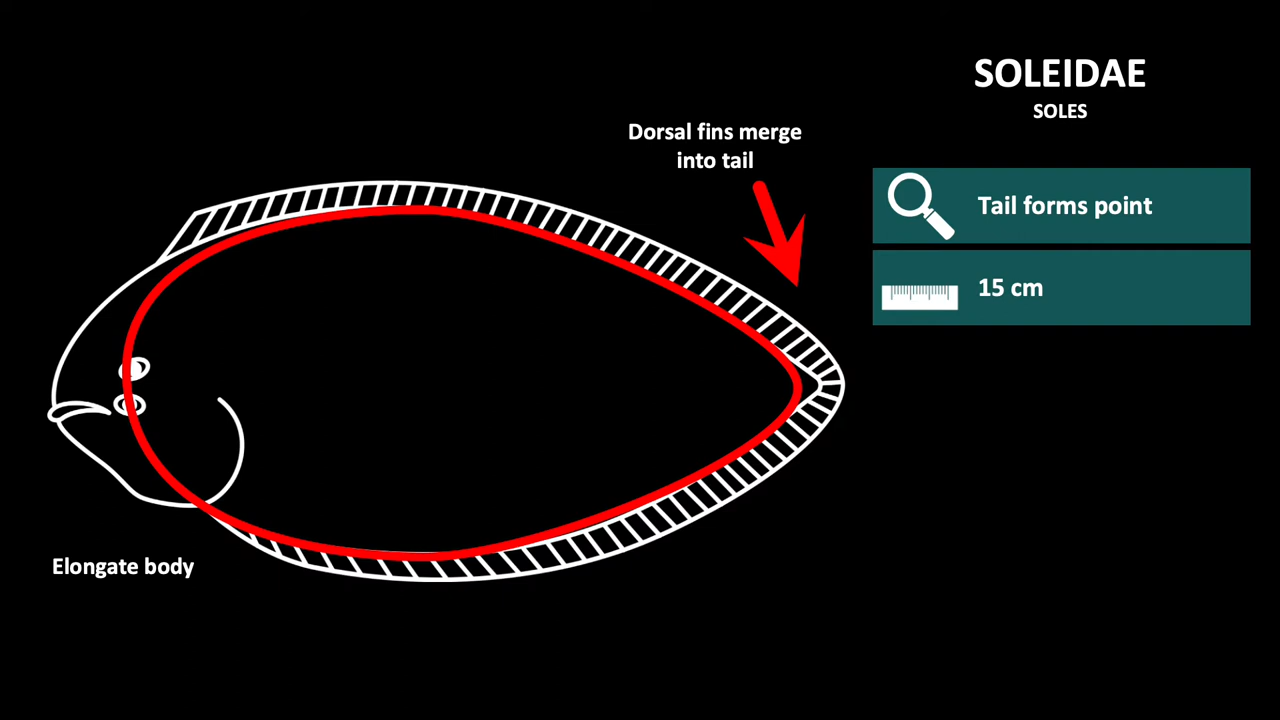 SOLEIDAE
SOLES
Dorsal fins merge
into tail
Tail forms point
15 cm
Elongate body